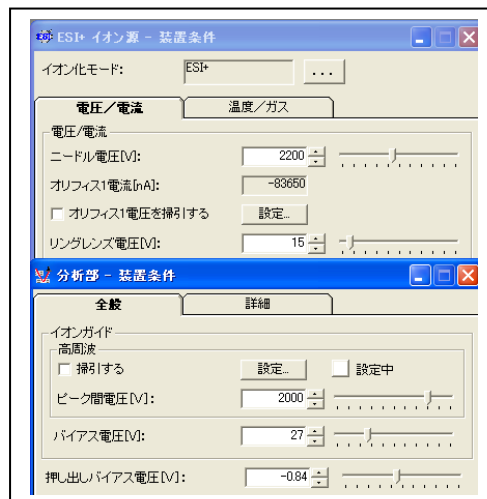 ESI+ イオン源 - 装置条件
イオン化モード: ESI+ ...
電圧/電流 温度/ガス
電圧/電流
ニードル電圧[V]: 2200
オリフィス1電流[nA]: -83650
オリフィス1電圧を掃引する 設定...
リングレンズ電圧[V]: 15
分析部 - 装置条件
全般 詳細
イオンガイド
高周波
掃引する 設定... 設定中
ピーク間電圧[V]: 2000
バイアス電圧[V]: 27
押し出しバイアス電圧[V]: -0.84